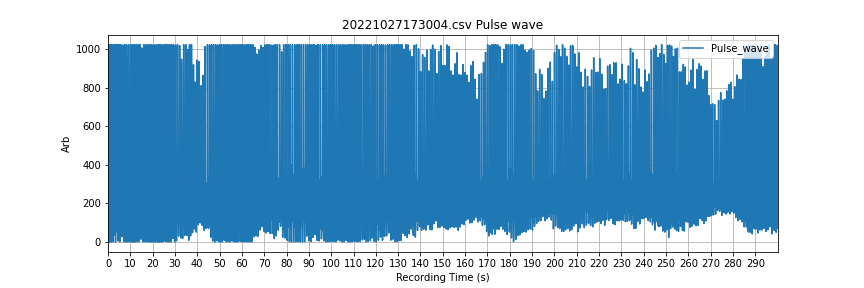 20221027173004.csv Pulse wave
Pulse_wave
Arb
1000
800
600
400
200
0
0 10 20 30 40 50 60 70 80 90 100 110 120 130 140 150 160 170 180 190 200 210 220 230 240 250 260 270 280 290
Recording Time (s)